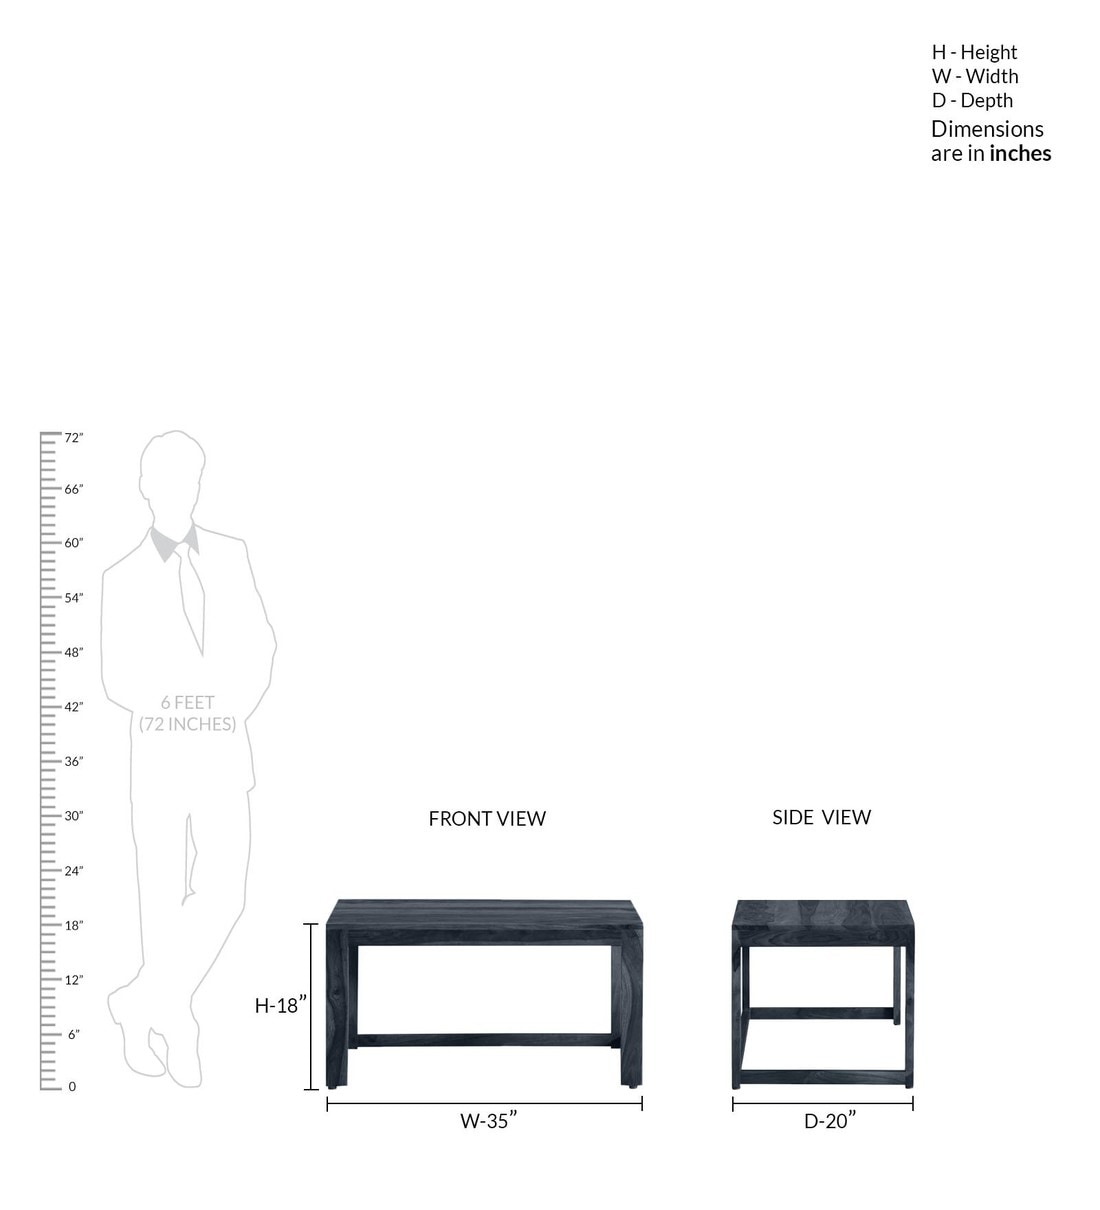 H - Height
W - Width
D - Depth
Dimensions
are in inches
72”
66”
60”
54”
48”
42”
36”
30”
24”
18”
12”
6”
0
6 FEET
(72 INCHES)
FRONT VIEW
SIDE VIEW
H-18”
W-35”
D-20”